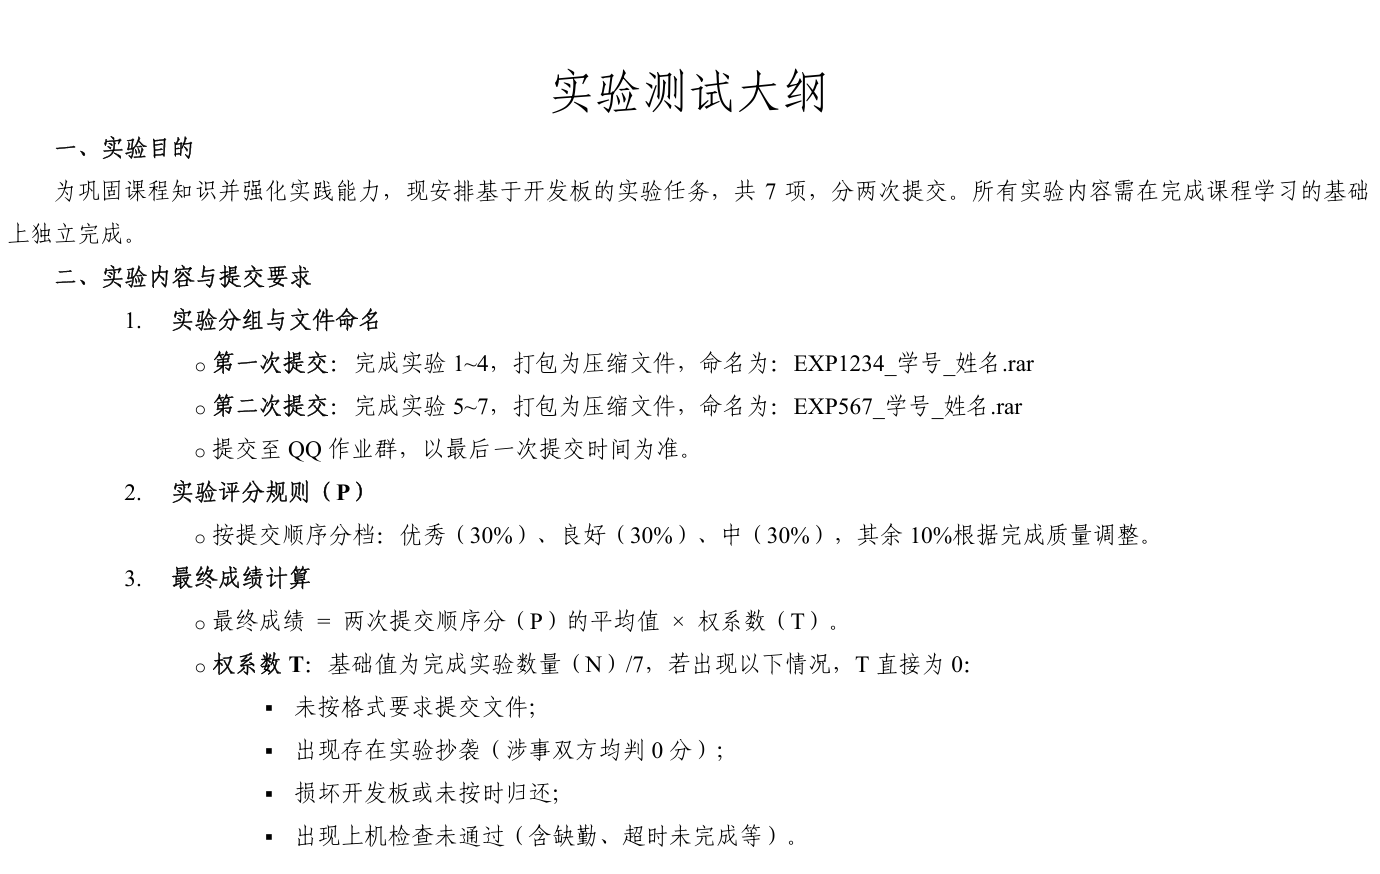 实验测试大纲
一、实验目的
为巩固课程知识并强化实践能力，现安排基于开发板的实验任务，共 7 项，分两次提交。所有实验内容需在完成课程学习的基础
上独立完成。
二、实验内容与提交要求
1. 实验分组与文件命名
○ 第一次提交：完成实验 1~4，打包为压缩文件，命名为：EXP1234_学号_姓名.rar
○ 第二次提交：完成实验 5~7，打包为压缩文件，命名为：EXP567_学号_姓名.rar
○ 提交至 QQ 作业群，以最后一次提交时间为准。
2. 实验评分规则（P）
○ 按提交顺序分档：优秀（30%）、良好（30%）、中（30%），其余 10%根据完成质量调整。
3. 最终成绩计算
○ 最终成绩 = 两次提交顺序分（P）的平均值 × 权系数（T）。
○ 权系数 T：基础值为完成实验数量（N）/7，若出现以下情况，T 直接为 0:
▪ 未按格式要求提交文件;
▪ 出现存在实验抄袭（涉事双方均判 0 分）;
▪ 损坏开发板或未按时归还;
▪ 出现上机检查未通过（含缺勤、超时未完成等）。